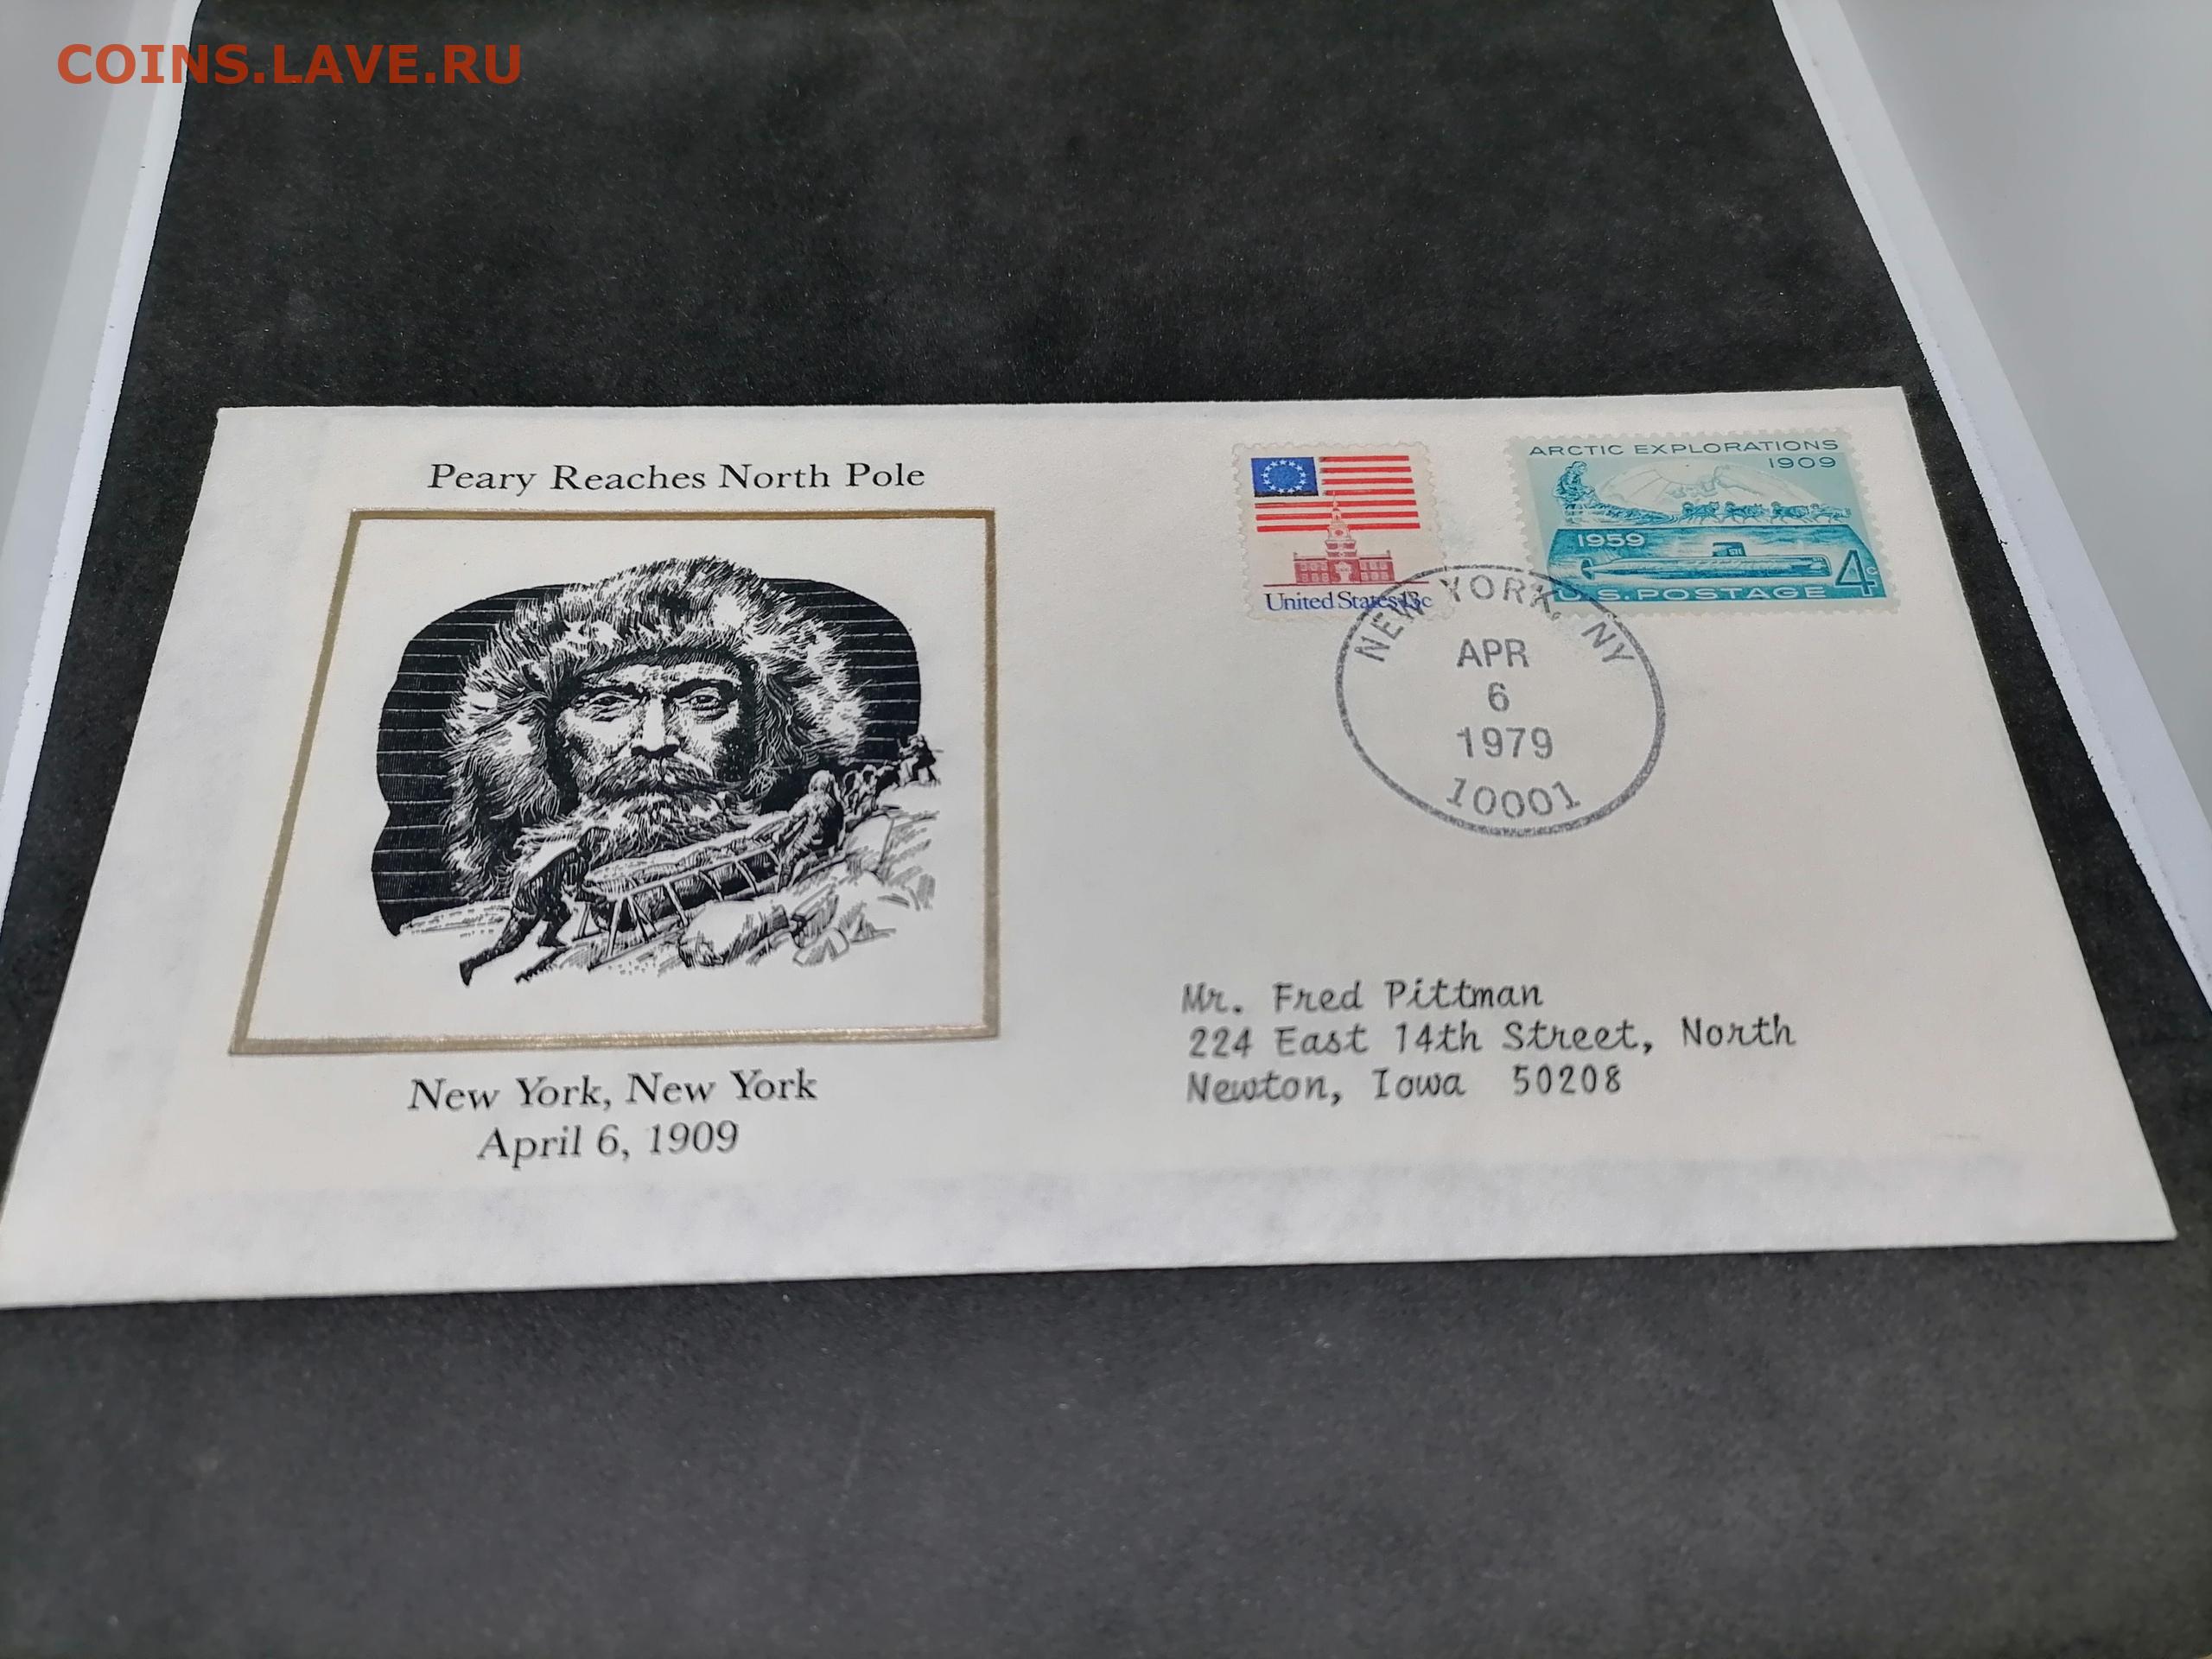 COINS.LAVE.RU
Peary Reaches North Pole
New York, New York
April 6, 1909
United States 13c
ARCTIC EXPLORATIONS
1909
1959
4c
U.S. POSTAGE
NEW YORK, NY
APR
6
1979
10001
Mr. Fred Pittman
224 East 14th Street, North
Newton, Iowa 50208